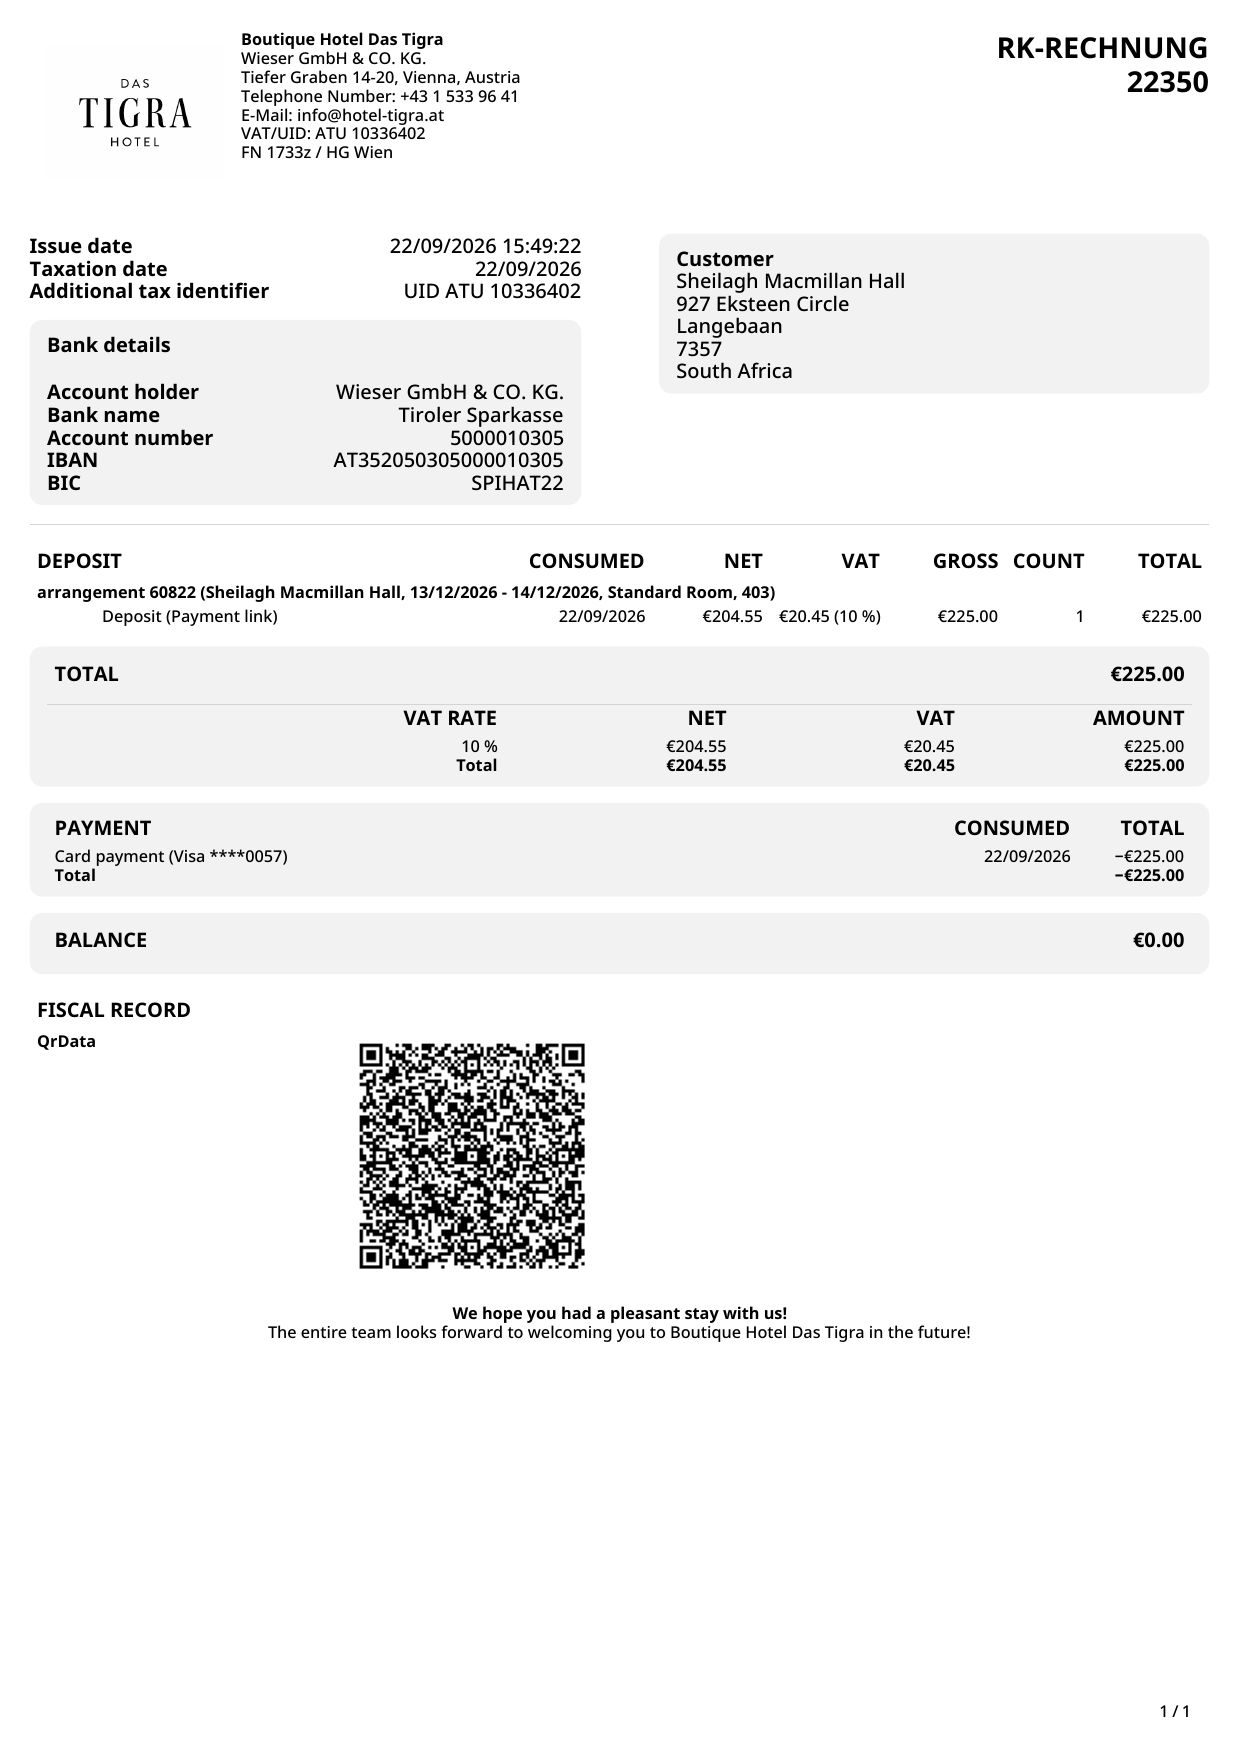 DAS
TIGRA
HOTEL
Boutique Hotel Das Tigra
Wieser GmbH & CO. KG.
Tiefer Graben 14-20, Vienna, Austria
Telephone Number: +43 1 533 96 41
E-Mail: info@hotel-tigra.at
VAT/UID: ATU 10336402
FN 1733z / HG Wien
RK-RECHNUNG
22350
Issue date 22/09/2026 15:49:22
Taxation date 22/09/2026
Additional tax identifier UID ATU 10336402
Bank details
Account holder Wieser GmbH & CO. KG.
Bank name Tiroler Sparkasse
Account number 5000010305
IBAN AT352050305000010305
BIC SPIHAT22
Customer
Sheilagh Macmillan Hall
927 Eksteen Circle
Langebaan
7357
South Africa
DEPOSIT CONSUMED NET VAT GROSS COUNT TOTAL
arrangement 60822 (Sheilagh Macmillan Hall, 13/12/2026 - 14/12/2026, Standard Room, 403)
Deposit (Payment link) 22/09/2026 €204.55 €20.45 (10 %) €225.00 1 €225.00
TOTAL €225.00
VAT RATE NET VAT AMOUNT
10 % €204.55 €20.45 €225.00
Total €204.55 €20.45 €225.00
PAYMENT CONSUMED TOTAL
Card payment (Visa ****0057) 22/09/2026 −€225.00
Total −€225.00
BALANCE €0.00
FISCAL RECORD
QrData
We hope you had a pleasant stay with us!
The entire team looks forward to welcoming you to Boutique Hotel Das Tigra in the future!
1 / 1